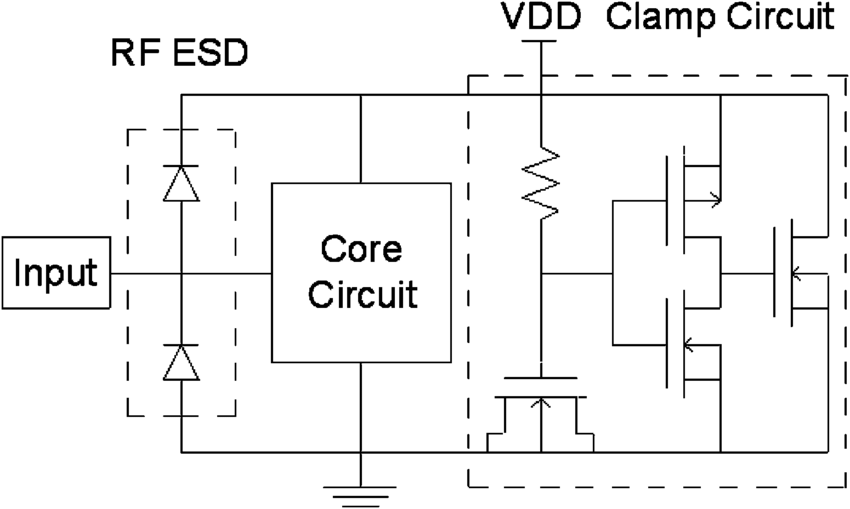 VDD Clamp Circuit
RF ESD
Input
Core
Circuit